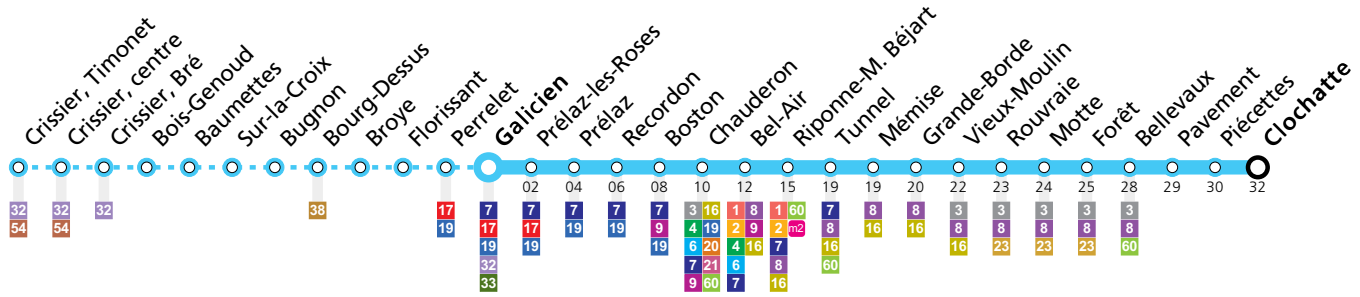 Crissier, Timonet
Crissier, centre
Crissier, Bré
Bois-Genoud
Baumettes
Sur-la-Croix
Bugnon
Bourg-Dessus
Broye
Florissant
Perrelet
Galicien
Prélaz-les-Roses
Prélaz
Recordon
Boston
Chauderon
Bel-Air
Riponne-M. Béjart
Tunnel
Mémise
Grande-Borde
Vieux-Moulin
Rouvraie
Motte
Forêt
Bellevaux
Pavement
Piécettes
Clochatte
02 04 06 08 10 12 15 19 19 20 22 23 24 25 28 29 30 32
32 32 32 38 17 7 7 7 7 7 3 16 1 8 1 60 7 8 8 3 3 3 3 3
54 54 19 17 17 19 19 9 4 19 2 9 2 m2 8 16 16 8 8 8 8 8
19 19 19 6 20 4 16 7 16 16 23 23 23 60
32 7 21 6 8 60
33 9 60 7 16